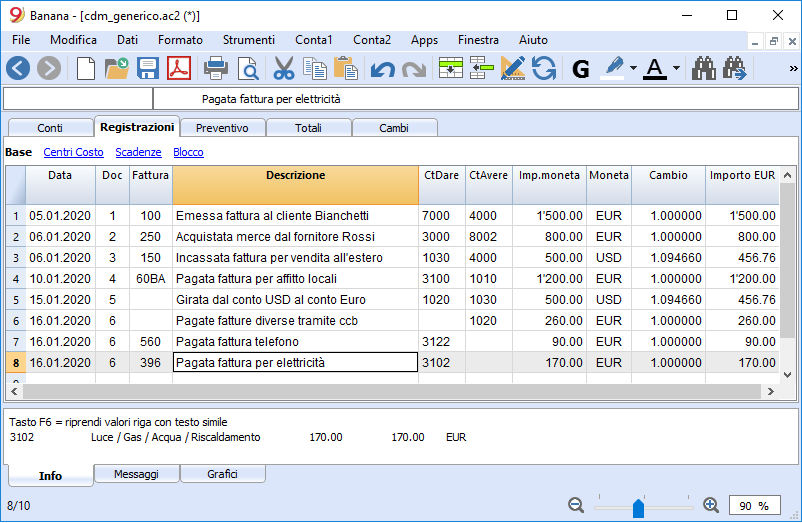 Banana - [cdm_generico.ac2 (*)]
File Modifica Dati Formato Strumenti Conta1 Conta2 Apps Finestra Aiuto
G A »
Pagata fattura per elettricità
Conti Registrazioni Preventivo Totali Cambi
Base Centri Costo Scadenze Blocco
Data Doc Fattura Descrizione CtDare CtAvere Imp.moneta Moneta Cambio Importo EUR
1 05.01.2020 1 100 Emessa fattura al cliente Bianchetti 7000 4000 1'500.00 EUR 1.000000 1'500.00
2 06.01.2020 2 250 Acquistata merce dal fornitore Rossi 3000 8002 800.00 EUR 1.000000 800.00
3 06.01.2020 3 150 Incassata fattura per vendita all'estero 1030 4000 500.00 USD 1.094660 456.76
4 10.01.2020 4 60BA Pagata fattura per affitto locali 3100 1010 1'200.00 EUR 1.000000 1'200.00
5 15.01.2020 5 Girata dal conto USD al conto Euro 1020 1030 500.00 USD 1.094660 456.76
6 16.01.2020 6 Pagate fatture diverse tramite ccb 1020 260.00 EUR 1.000000 260.00
7 16.01.2020 6 560 Pagata fattura telefono 3122 90.00 EUR 1.000000 90.00
8 16.01.2020 6 396 Pagata fattura per elettricità 3102 170.00 EUR 1.000000 170.00
9
Tasto F6 = riprendi valori riga con testo simile
3102 Luce / Gas / Acqua / Riscaldamento 170.00 170.00 EUR
Info Messaggi Grafici
8/10 90 %